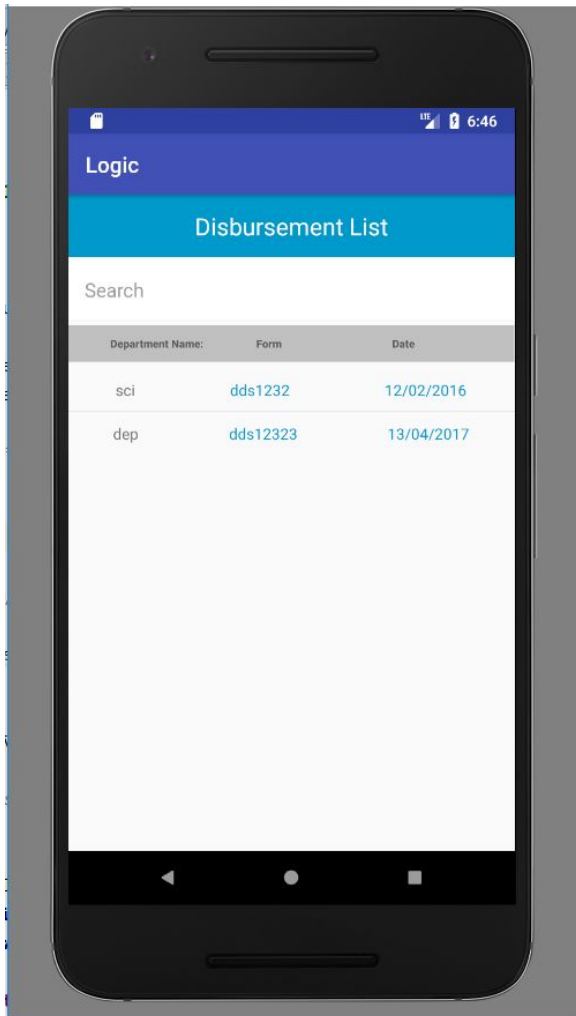 LTE 6:46
Logic
Disbursement List
Search
Department Name: Form Date
sci dds1232 12/02/2016
dep dds12323 13/04/2017